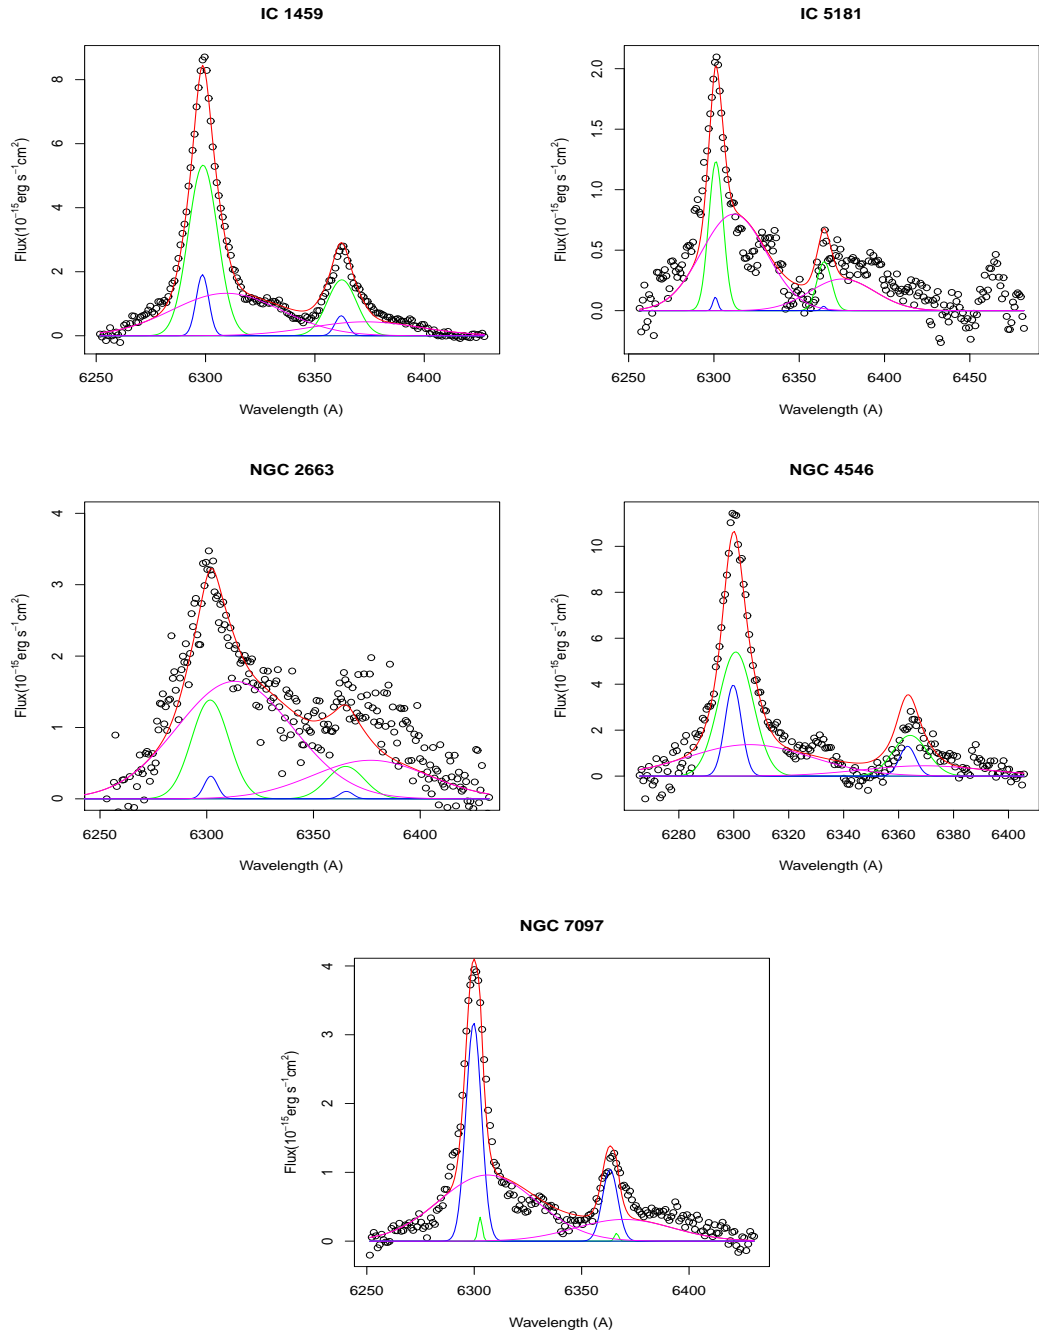 IC 1459
IC 5181
Flux(10⁻¹⁵erg s⁻¹cm²)
0 2 4 6 8
6250 6300 6350 6400
Wavelength (A)
Flux(10⁻¹⁵erg s⁻¹cm²)
0.0 0.5 1.0 1.5 2.0
6250 6300 6350 6400 6450
Wavelength (A)
NGC 2663
NGC 4546
Flux(10⁻¹⁵erg s⁻¹cm²)
0 1 2 3 4
6250 6300 6350 6400
Wavelength (A)
Flux(10⁻¹⁵erg s⁻¹cm²)
0 2 4 6 8 10
6280 6300 6320 6340 6360 6380 6400
Wavelength (A)
NGC 7097
Flux(10⁻¹⁵erg s⁻¹cm²)
0 1 2 3 4
6250 6300 6350 6400
Wavelength (A)